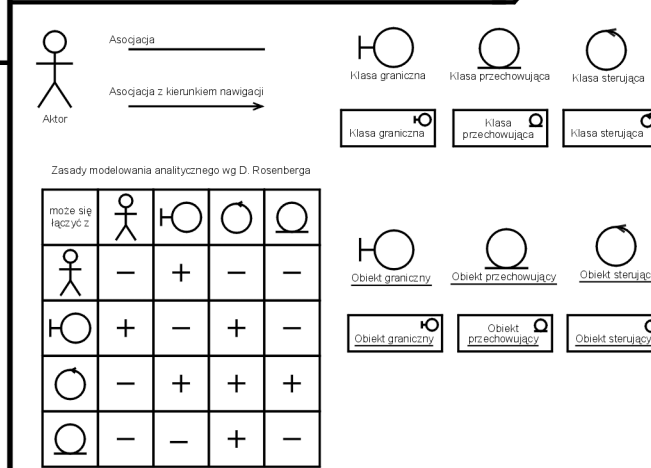 Asocjacja
Asocjacja z kierunkiem nawigacji
Aktor
Klasa graniczna
Klasa przechowująca
Klasa sterująca
Klasa graniczna
Klasa
przechowująca
Klasa sterująca
Zasady modelowania analitycznego wg D. Rosenberga
może się
łączyć z
− + − −
+ − + −
− + + +
− − + −
Obiekt graniczny
Obiekt przechowujący
Obiekt sterując
Obiekt graniczny
Obiekt
przechowujący
Obiekt sterujący